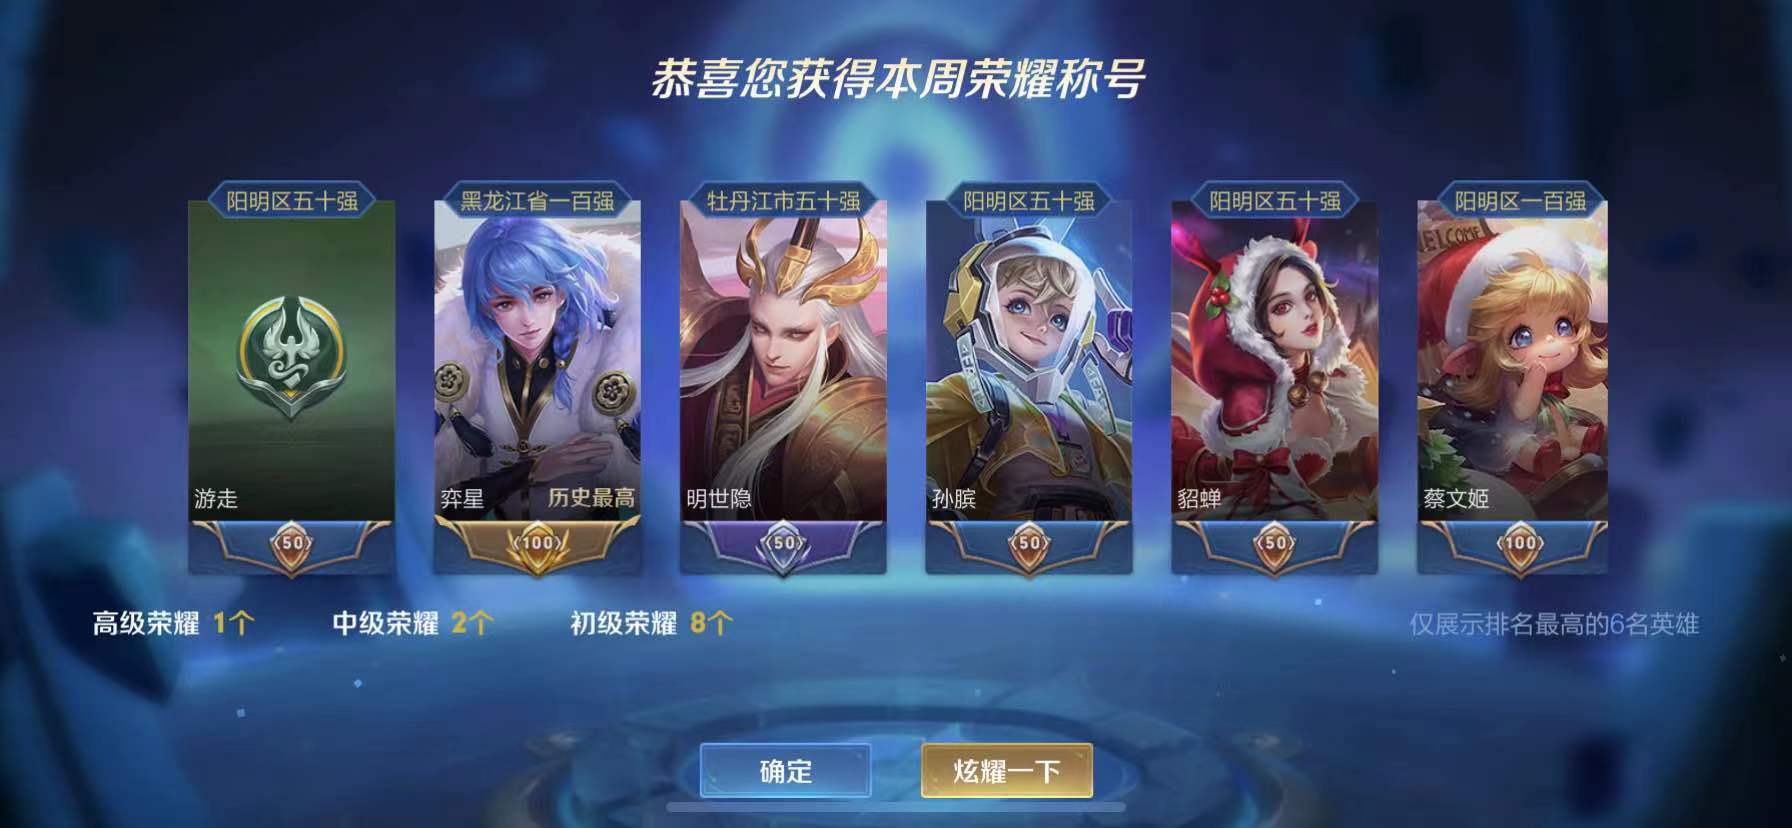 恭喜您获得本周荣耀称号
阳明区五十强
黑龙江省一百强
牡丹江市五十强
阳明区五十强
阳明区五十强
阳明区一百强
WELCOME
游走
弈星
历史最高
明世隐
孙膑
貂蝉
蔡文姬
50
100
50
50
50
100
高级荣耀 1个
中级荣耀 2个
初级荣耀 8个
仅展示排名最高的6名英雄
确定
炫耀一下